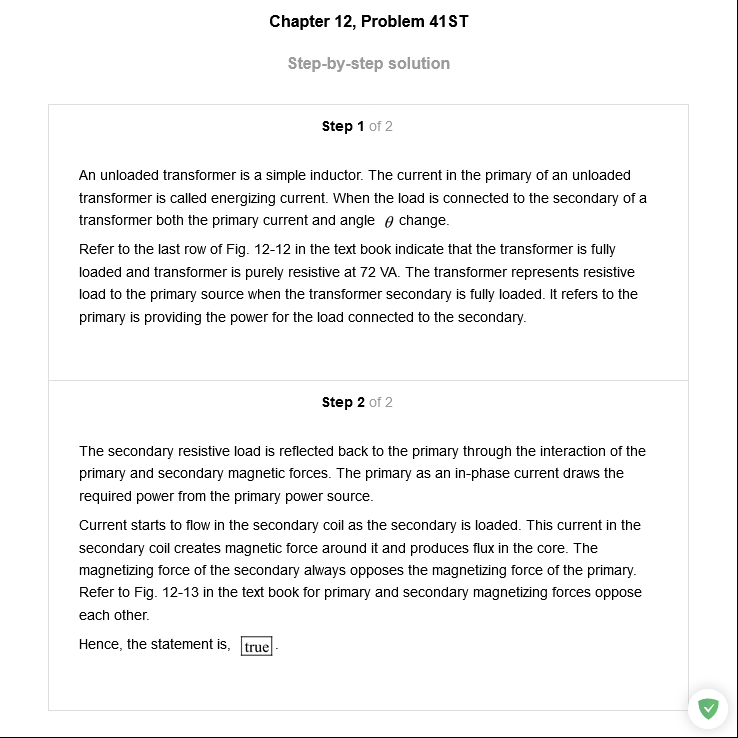 Chapter 12, Problem 41ST
Step-by-step solution
Step 1 of 2
An unloaded transformer is a simple inductor. The current in the primary of an unloaded
transformer is called energizing current. When the load is connected to the secondary of a
transformer both the primary current and angle θ change.
Refer to the last row of Fig. 12-12 in the text book indicate that the transformer is fully
loaded and transformer is purely resistive at 72 VA. The transformer represents resistive
load to the primary source when the transformer secondary is fully loaded. It refers to the
primary is providing the power for the load connected to the secondary.
Step 2 of 2
The secondary resistive load is reflected back to the primary through the interaction of the
primary and secondary magnetic forces. The primary as an in-phase current draws the
required power from the primary power source.
Current starts to flow in the secondary coil as the secondary is loaded. This current in the
secondary coil creates magnetic force around it and produces flux in the core. The
magnetizing force of the secondary always opposes the magnetizing force of the primary.
Refer to Fig. 12-13 in the text book for primary and secondary magnetizing forces oppose
each other.
Hence, the statement is, true.